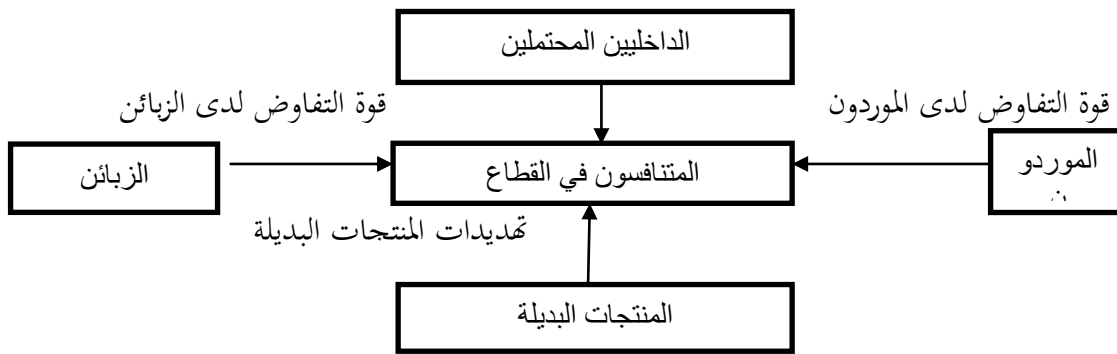 الداخليين المحتملين
قوة التفاوض لدى الموردون
قوة التفاوض لدى الزبائن
الموردو
ن
المتنافسون في القطاع
الزبائن
تهديدات المنتجات البديلة
المنتجات البديلة